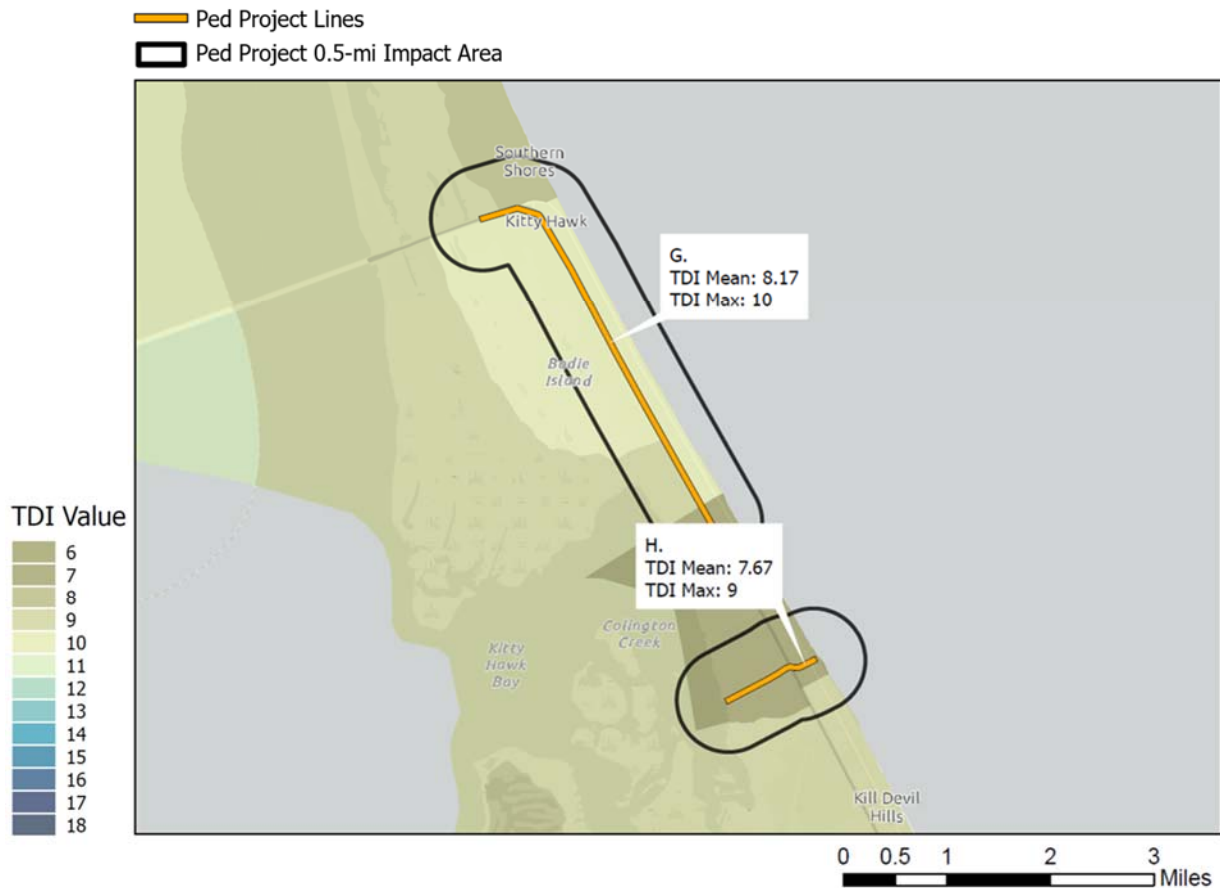 Ped Project Lines
Ped Project 0.5-mi Impact Area
Southern
Shores
Kitty Hawk
G.
TDI Mean: 8.17
TDI Max: 10
Bodie
Island
H.
TDI Mean: 7.67
TDI Max: 9
Colington
Creek
Kitty
Hawk
Bay
Kill Devil
Hills
TDI Value
6
7
8
9
10
11
12
13
14
15
16
17
18
0 0.5 1 2 3
Miles